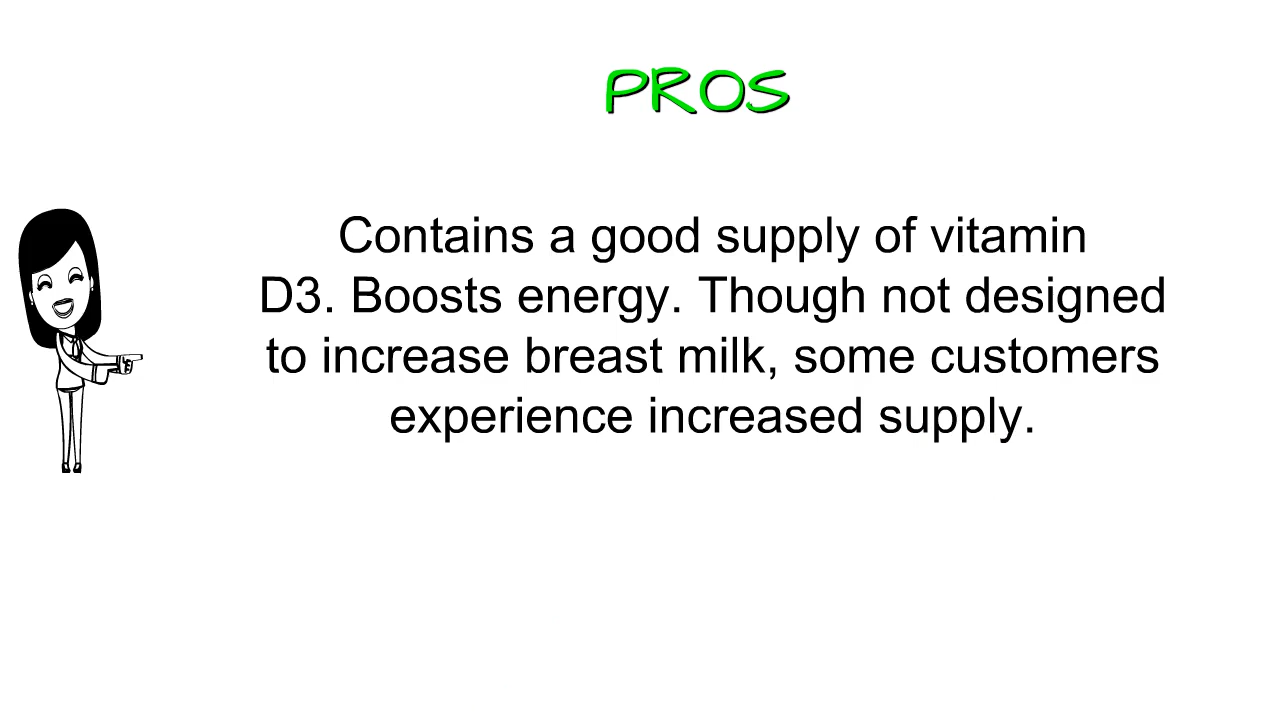 PROS
Contains a good supply of vitamin
D3. Boosts energy. Though not designed
to increase breast milk, some customers
experience increased supply.